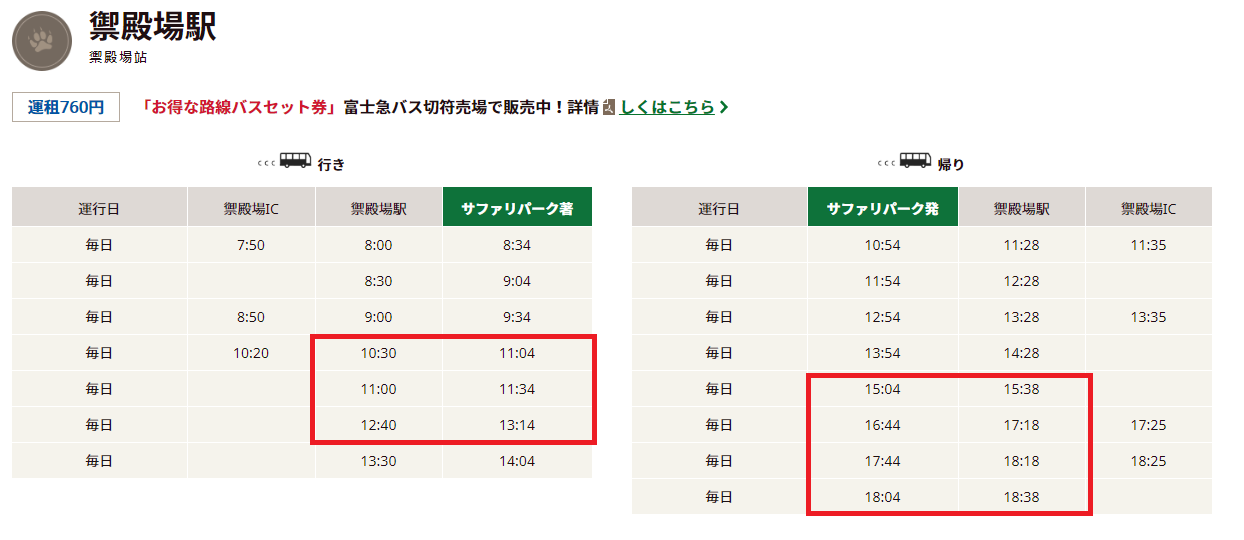 御殿場駅
禦殿場站
運租760円 「お得な路線バスセット券」富士急バス切符売場で販売中！詳情しくはこちら
行き
運行日 禦殿場IC 禦殿場駅 サファリパーク著
毎日 7:50 8:00 8:34
毎日 8:30 9:04
毎日 8:50 9:00 9:34
毎日 10:20 10:30 11:04
毎日 11:00 11:34
毎日 12:40 13:14
毎日 13:30 14:04
帰り
運行日 サファリパーク発 禦殿場駅 禦殿場IC
毎日 10:54 11:28 11:35
毎日 11:54 12:28
毎日 12:54 13:28 13:35
毎日 13:54 14:28
毎日 15:04 15:38
毎日 16:44 17:18 17:25
毎日 17:44 18:18 18:25
毎日 18:04 18:38